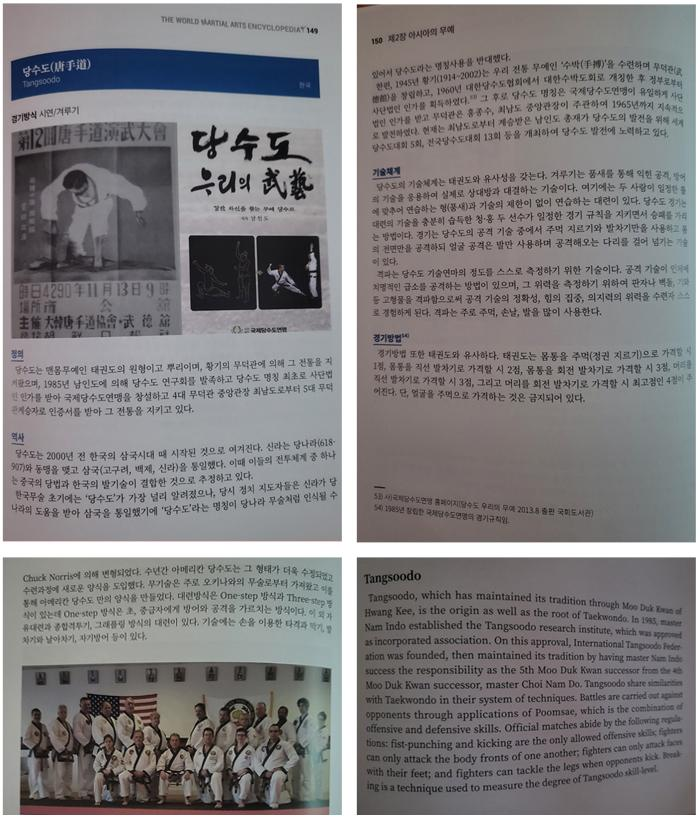 THE WORLD MARTIAL ARTS ENCYCLOPEDIA 149
당수도(唐手道)
Tangsoodo
한국
경기방식 시연/겨루기
第12回唐手道演武大會
日 4290年11月13日9時
場所
主催 大韓唐手道協會·武德館
당수도
우리의 武藝
강한 자신을 빚는 무예 당수도
남인도
국제당수도연맹
정의
당수도는 맨몸무예인 태권도의 원형이고 뿌리이며, 황기의 무덕관에 의해 그 전통을 지
켜왔으며, 1985년 남인도에 의해 당수도 연구회를 발족하고 당수도 명칭 최초로 사단법
인 인가를 받아 국제당수도연맹을 창설하고 4대 무덕관 중앙관장 최남도로부터 5대 무덕
관계승자로 인증서를 받아 그 전통을 지키고 있다.
역사
당수도는 2000년 전 한국의 삼국시대 때 시작된 것으로 여겨진다. 신라는 당나라(618-
907)와 동맹을 맺고 삼국(고구려, 백제, 신라)을 통일했다. 이때 이들의 전투체계 중 하나
는 중국의 당법과 한국의 발기술이 결합한 것으로 추정하고 있다.
한국무술 초기에는 '당수도'가 가장 널리 알려졌으나, 당시 정치 지도자들은 신라가 당
나라의 도움을 받아 삼국을 통일했기에 '당수도'라는 명칭이 당나라 무술처럼 인식될 수
150 제2장 아시아의 무예
있어서 당수도라는 명칭사용을 반대했다.
한편, 1945년 황기(1914~2002)는 우리 전통 무예인 '수박(手搏)'을 수련하며 무덕관(武
德館)을 창립하고, 1960년 대한당수도협회에서 대한수박도회로 개칭한 후 정부로부터
사단법인 인가를 획득하였다.53) 그 후로 당수도 명칭은 국제당수도연맹이 유일하게 사단
법인 인가를 받고 무덕관은 홍종수, 최남도 중앙관장이 주관하여 1965년까지 지속적으
로 발전하였다. 현재는 최남도로부터 계승받은 남인도 총재가 당수도의 발전을 위해 세계
당수도대회 5회, 전국당수도대회 13회 등을 개최하여 당수도 발전에 노력하고 있다.
기술체계
당수도의 기술체계는 태권도와 유사성을 갖는다. 겨루기는 품새를 통해 익힌 공격, 방어
의 기술을 응용하여 실제로 상대방과 대결하는 기술이다. 여기에는 두 사람이 일정한 틀
에 맞추어 연습하는 형(품새)과 기술의 제한이 없이 연습하는 대련이 있다. 당수도 경기는
대련의 기술을 충분히 습득한 청·홍 두 선수가 일정한 경기 규칙을 지키면서 승패를 가리
는 방법이다. 경기는 당수도의 공격 기술 중에서 주먹 지르기와 발차기만을 사용하고 몸
의 전면만을 공격하되 얼굴 공격은 발만 사용하며 공격해오는 다리를 걸어 넘기는 기술
이 있다.
격파는 당수도 기술연마의 정도를 스스로 측정하기 위한 기술이다. 공격 기술이 인체에
치명적인 급소를 공격하는 방법이 있으며, 그 위력을 측정하기 위하여 판자나 벽돌, 기와
등 고형물을 격파함으로써 공격 기술의 정확성, 힘의 집중, 의지력의 위력을 수련자 스스
로 경험하게 된다. 격파는 주로 주먹, 손날, 발을 많이 사용한다.
경기방법54)
경기방법 또한 태권도와 유사다. 태권도는 몸통을 주먹(정권 지르기)으로 가격할 시
1점, 몸통을 직선 발차기로 가격할 시 2점, 몸통을 회전 발차기로 가격할 시 3점, 머리를
직선 발차기로 가격할 시 3점, 그리고 머리를 회전 발차기로 가격할 시 최고점인 4점이 주
어진다. 단, 얼굴을 주먹으로 가격하는 것은 금지되어 있다.
53) 사)국제당수도연맹 홈페이지(당수도 우리의 무예 2013.8 출판 국회도서관)
54) 1985년 창립한 국제당수도연맹의 경기규칙임.
Chuck Norris에 의해 변형되었다. 수년간 아메리칸 당수도는 그 형태가 더욱 수정되었고
수련과정에 새로운 양식을 도입했다. 무기술은 주로 오키나와의 무술로부터 가져왔고 이를
통해 아메리칸 당수도 만의 양식을 만들었다. 대련방식은 One-step 방식과 Three-step 방
식이 있는데 One-step 방식은 초, 중급자에게 방어와 공격을 가르치는 방식이다. 이 외 자
유대련과 종합격투기, 그래플링 방식의 대련이 있다. 기술에는 손을 이용한 타격과 막기, 발
차기와 날아차기, 자기방어 등이 있다.
Tangsoodo
Tangsoodo, which has maintained its tradition through Moo Duk Kwan of
Hwang Kee, is the origin as well as the root of Taekwondo. In 1985, master
Nam Indo established the Tangsoodo research institute, which was approved
as incorporated association. On this approval, International Tangsoodo Feder-
ation was founded, then maintained its tradition by having master Nam Indo
success the responsibility as the 5th Moo Duk Kwan successor from the 4th
Moo Duk Kwan successor, master Choi Nam Do. Tangsoodo share similarities
with Taekwondo in their system of techniques. Battles are carried out against
opponents through applications of Poomsae, which is the combination of
offensive and defensive skills. Official matches abide by the following regula-
tions: fist-punching and kicking are the only allowed offensive skills; fighters
can only attack the body fronts of one another; fighters can only attack faces
with their feet; and fighters can tackle the legs when opponents kick. Break-
ing is a technique used to measure the degree of Tangsoodo skill-level.